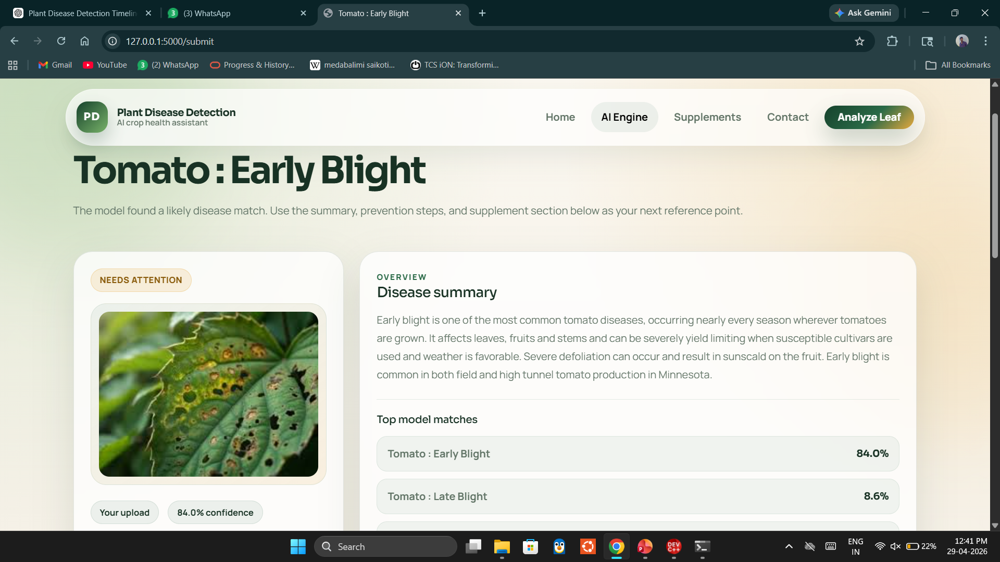 Plant Disease Detection Timelin
3
(3) WhatsApp
Tomato : Early Blight
Ask Gemini
127.0.0.1:5000/submit
Gmail
YouTube
3
(2) WhatsApp
Progress & History...
W
medabalimi saikoti...
TCS iON: Transformi...
All Bookmarks
PD
Plant Disease Detection
AI crop health assistant
Home
AI Engine
Supplements
Contact
Analyze Leaf
Tomato : Early Blight
The model found a likely disease match. Use the summary, prevention steps, and supplement section below as your next reference point.
NEEDS ATTENTION
Your upload
84.0% confidence
OVERVIEW
Disease summary
Early blight is one of the most common tomato diseases, occurring nearly every season wherever tomatoes
are grown. It affects leaves, fruits and stems and can be severely yield limiting when susceptible cultivars are
used and weather is favorable. Severe defoliation can occur and result in sunscald on the fruit. Early blight is
common in both field and high tunnel tomato production in Minnesota.
Top model matches
Tomato : Early Blight
84.0%
Tomato : Late Blight
8.6%
Search
P
DEV
C++
ENG
IN
22%
12:41 PM
29-04-2026